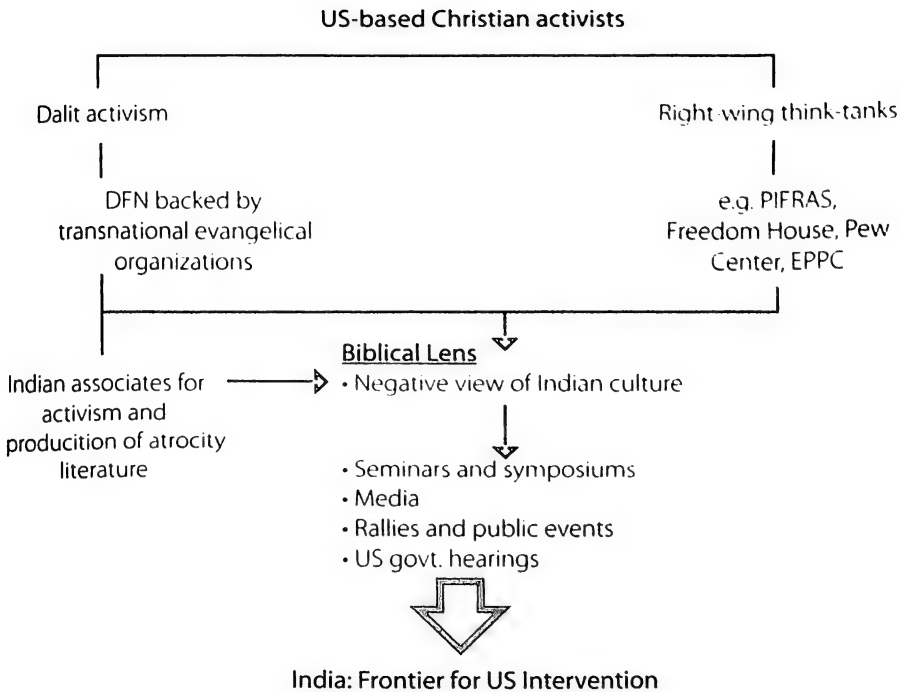 US-based Christian activists
Dalit activism
Right-wing think-tanks
DFN backed by
transnational evangelical
organizations
e.g. PIFRAS,
Freedom House, Pew
Center, EPPC
Biblical Lens
• Negative view of Indian culture
Indian associates for
activism and
producition of atrocity
literature
• Seminars and symposiums
• Media
• Rallies and public events
• US govt. hearings
India: Frontier for US Intervention